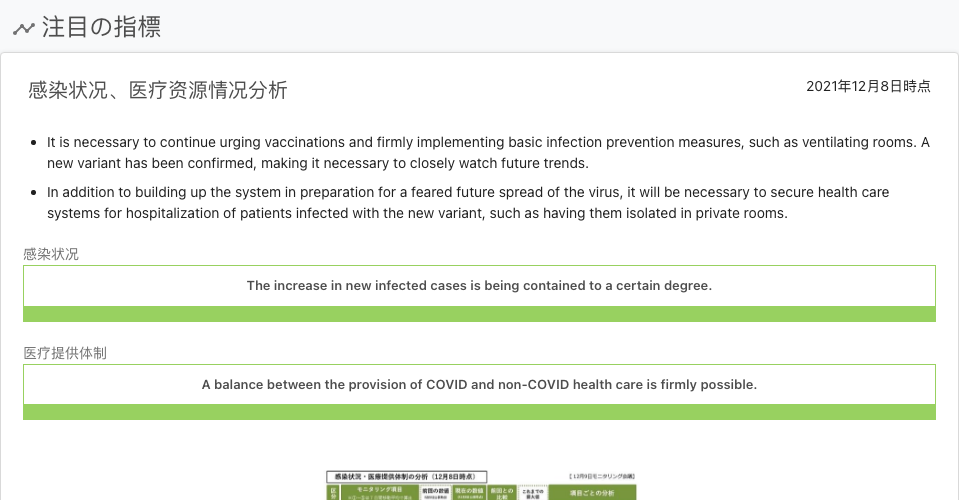 注目の指標
感染状况、医疗资源情况分析
2021年12月8日時点
It is necessary to continue urging vaccinations and firmly implementing basic infection prevention measures, such as ventilating rooms. A
new variant has been confirmed, making it necessary to closely watch future trends.
In addition to building up the system in preparation for a feared future spread of the virus, it will be necessary to secure health care
systems for hospitalization of patients infected with the new variant, such as having them isolated in private rooms.
感染状况
The increase in new infected cases is being contained to a certain degree.
医疗提供体制
A balance between the provision of COVID and non-COVID health care is firmly possible.
感染状況・医療提供体制の分析（12月8日時点）
【12月9日モニタリング会議】
区分
モニタリング項目
前回の数値
現在の数値
前回との比較
これまでの最大値
項目ごとの分析